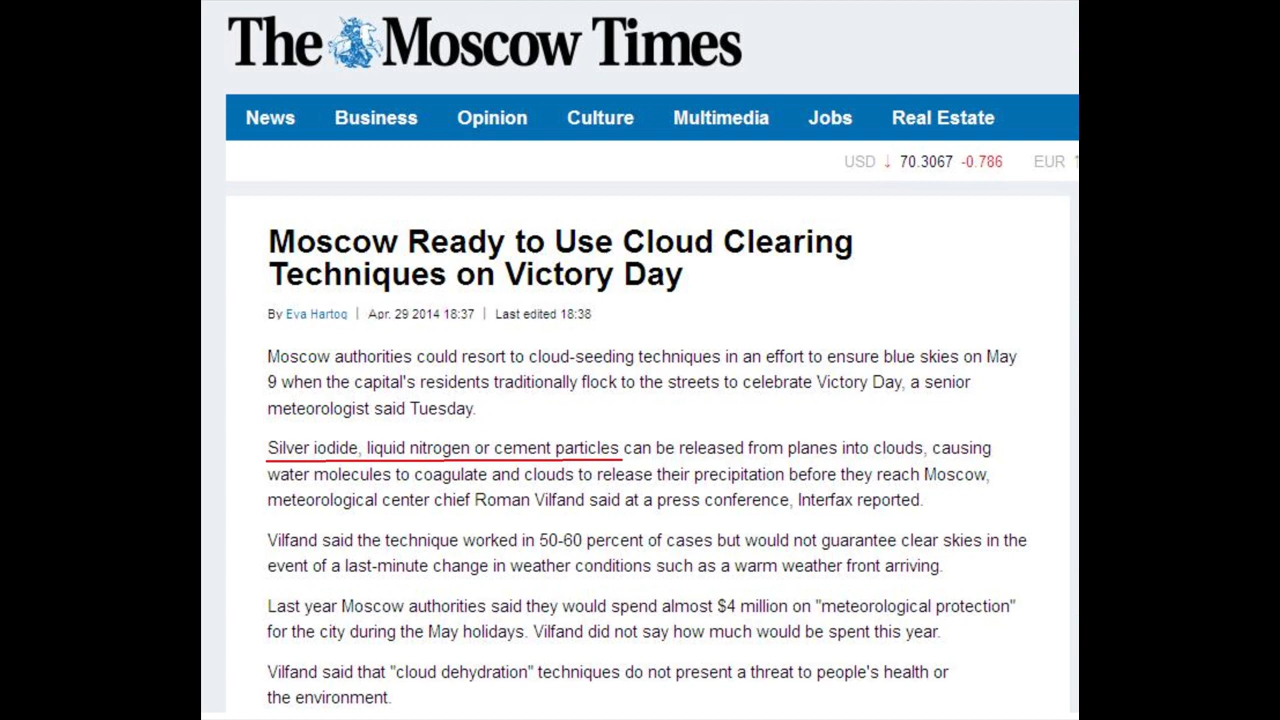 The Moscow Times
News Business Opinion Culture Multimedia Jobs Real Estate
USD ↓ 70.3067 -0.786 EUR ↑
Moscow Ready to Use Cloud Clearing
Techniques on Victory Day
By Eva Hartog | Apr. 29 2014 18:37 | Last edited 18:38
Moscow authorities could resort to cloud-seeding techniques in an effort to ensure blue skies on May
9 when the capital's residents traditionally flock to the streets to celebrate Victory Day, a senior
meteorologist said Tuesday.
Silver iodide, liquid nitrogen or cement particles can be released from planes into clouds, causing
water molecules to coagulate and clouds to release their precipitation before they reach Moscow,
meteorological center chief Roman Vilfand said at a press conference, Interfax reported.
Vilfand said the technique worked in 50-60 percent of cases but would not guarantee clear skies in the
event of a last-minute change in weather conditions such as a warm weather front arriving.
Last year Moscow authorities said they would spend almost $4 million on "meteorological protection"
for the city during the May holidays. Vilfand did not say how much would be spent this year.
Vilfand said that "cloud dehydration" techniques do not present a threat to people's health or
the environment.